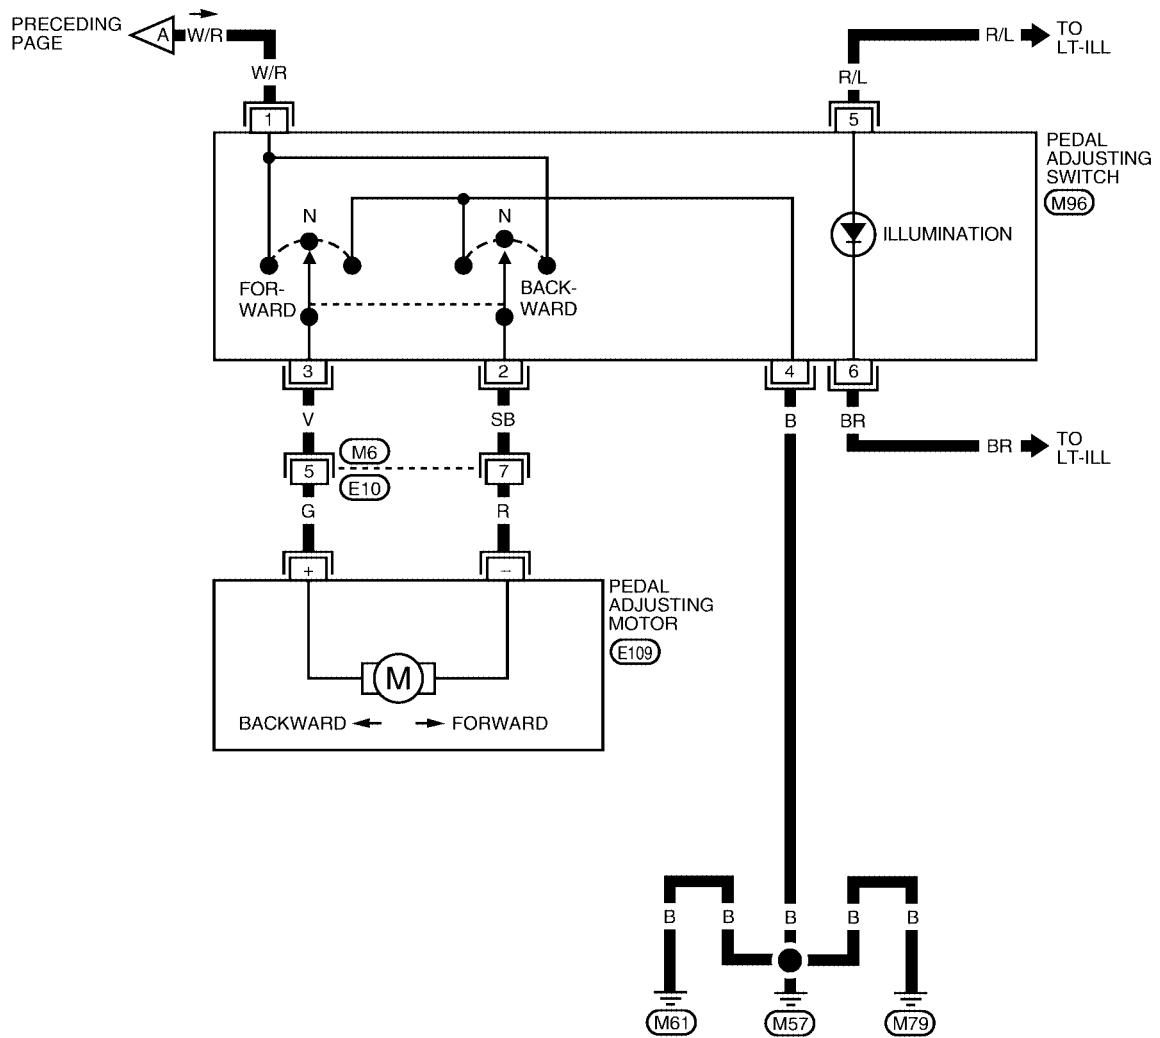 PRECEDING
PAGE
A
W/R
W/R
1
R/L
TO
LT-ILL
R/L
5
PEDAL
ADJUSTING
SWITCH
M96
N
N
ILLUMINATION
FOR-
WARD
BACK-
WARD
3
2
4
6
V
SB
B
BR
BR
TO
LT-ILL
M6
5
7
E10
G
R
+
–
PEDAL
ADJUSTING
MOTOR
E109
M
BACKWARD
FORWARD
B
B
B
B
B
M61
M57
M79